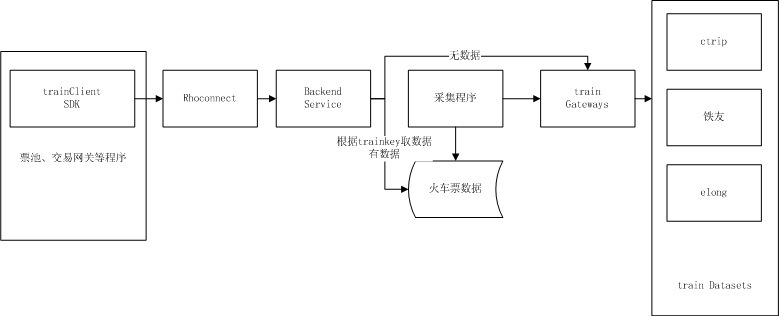 trainClient
SDK
票池、交易网关等程序
Rhoconnect
Backend
Service
无数据
根据trainkey取数据
有数据
采集程序
火车票数据
train
Gateways
ctrip
铁友
elong
train Datasets